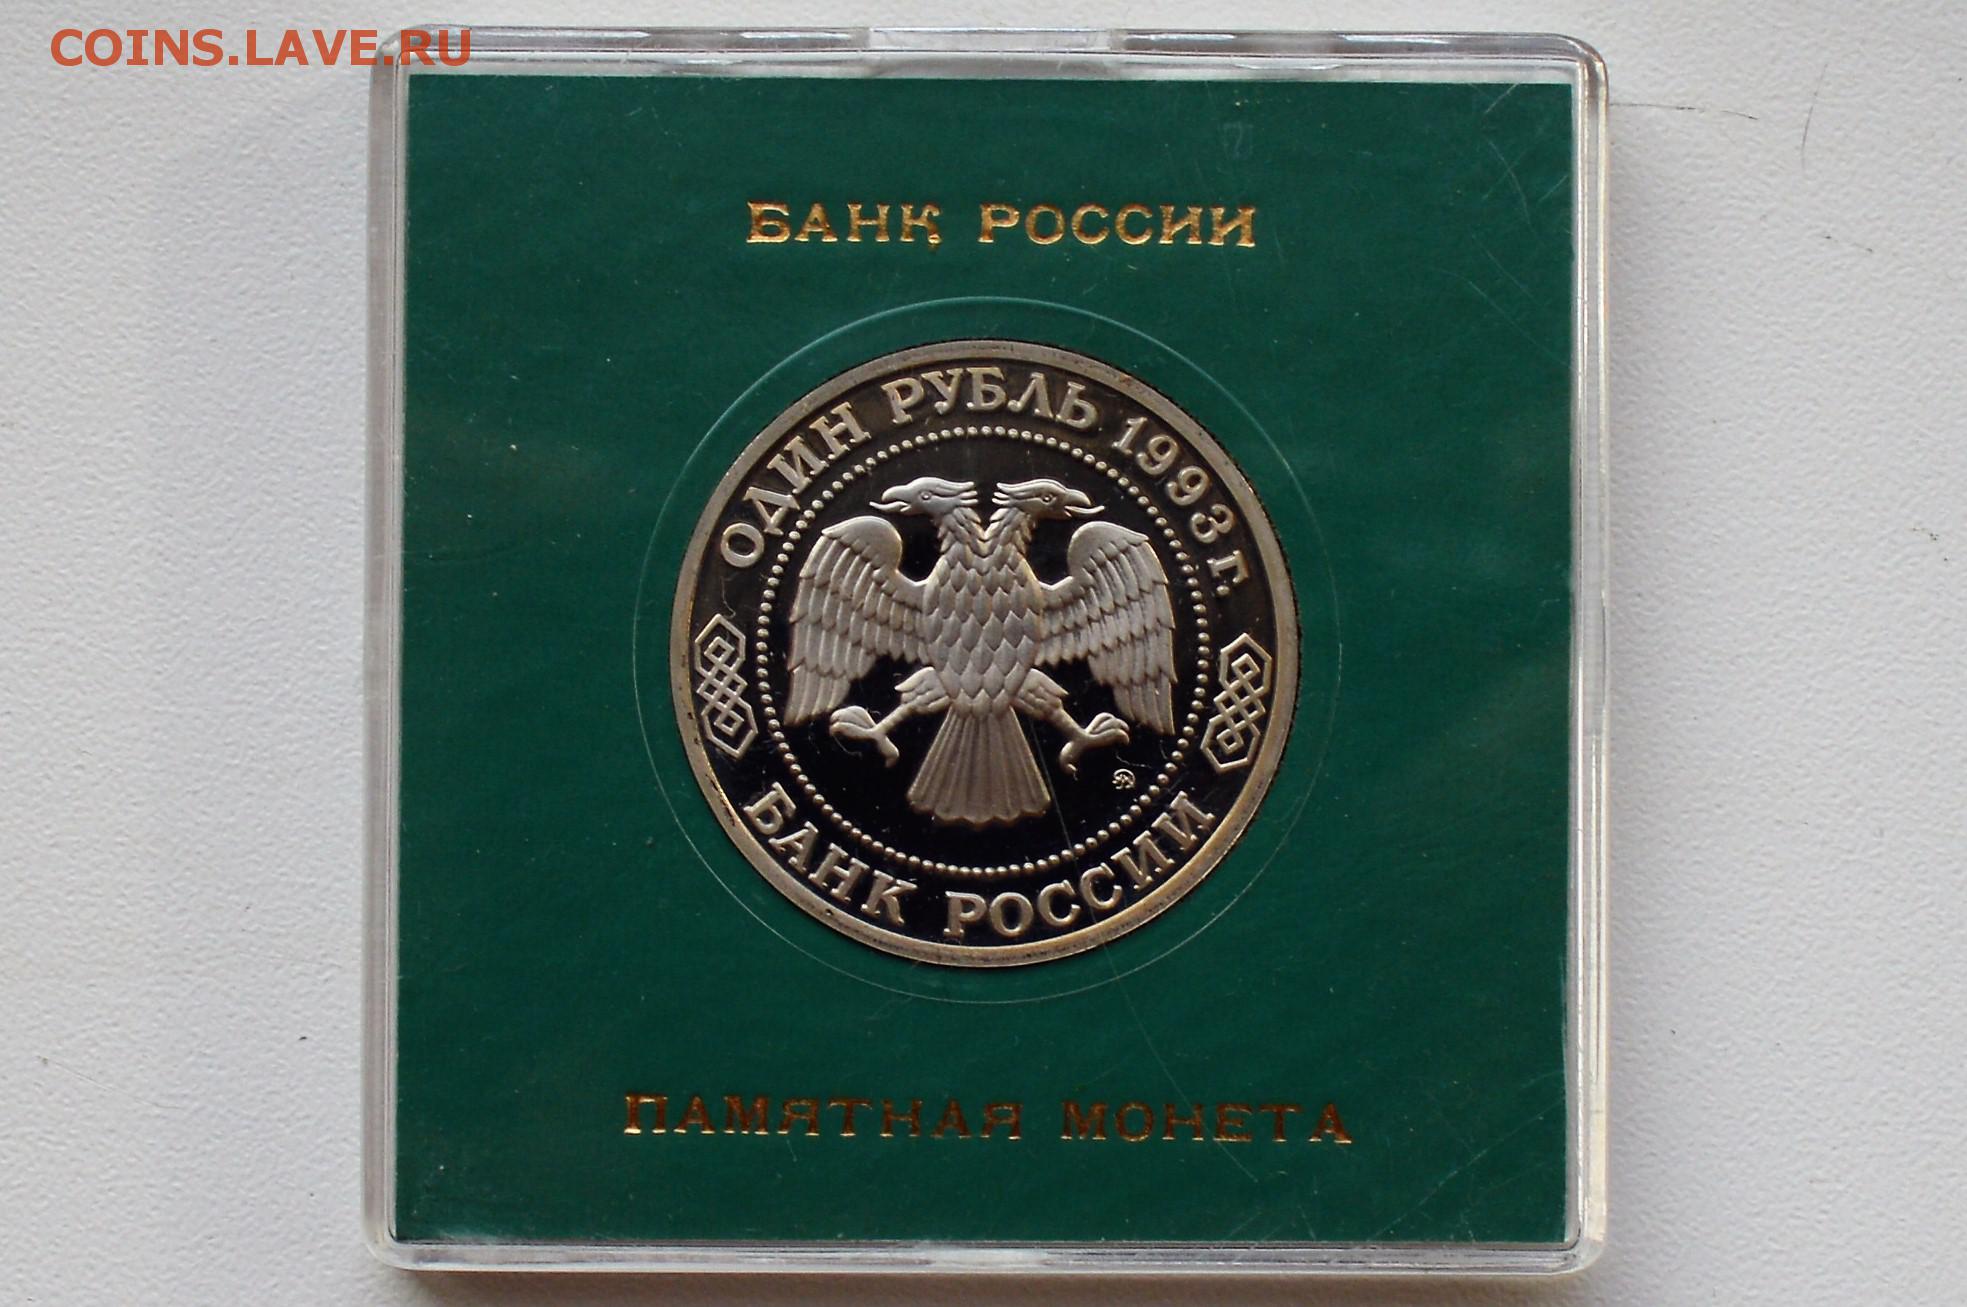 COINS.LAVE.RU
БАНК РОССИИ
ОДИН РУБЛЬ 1993 г.
БАНК РОССИИ
ПАМЯТНАЯ МОНЕТА